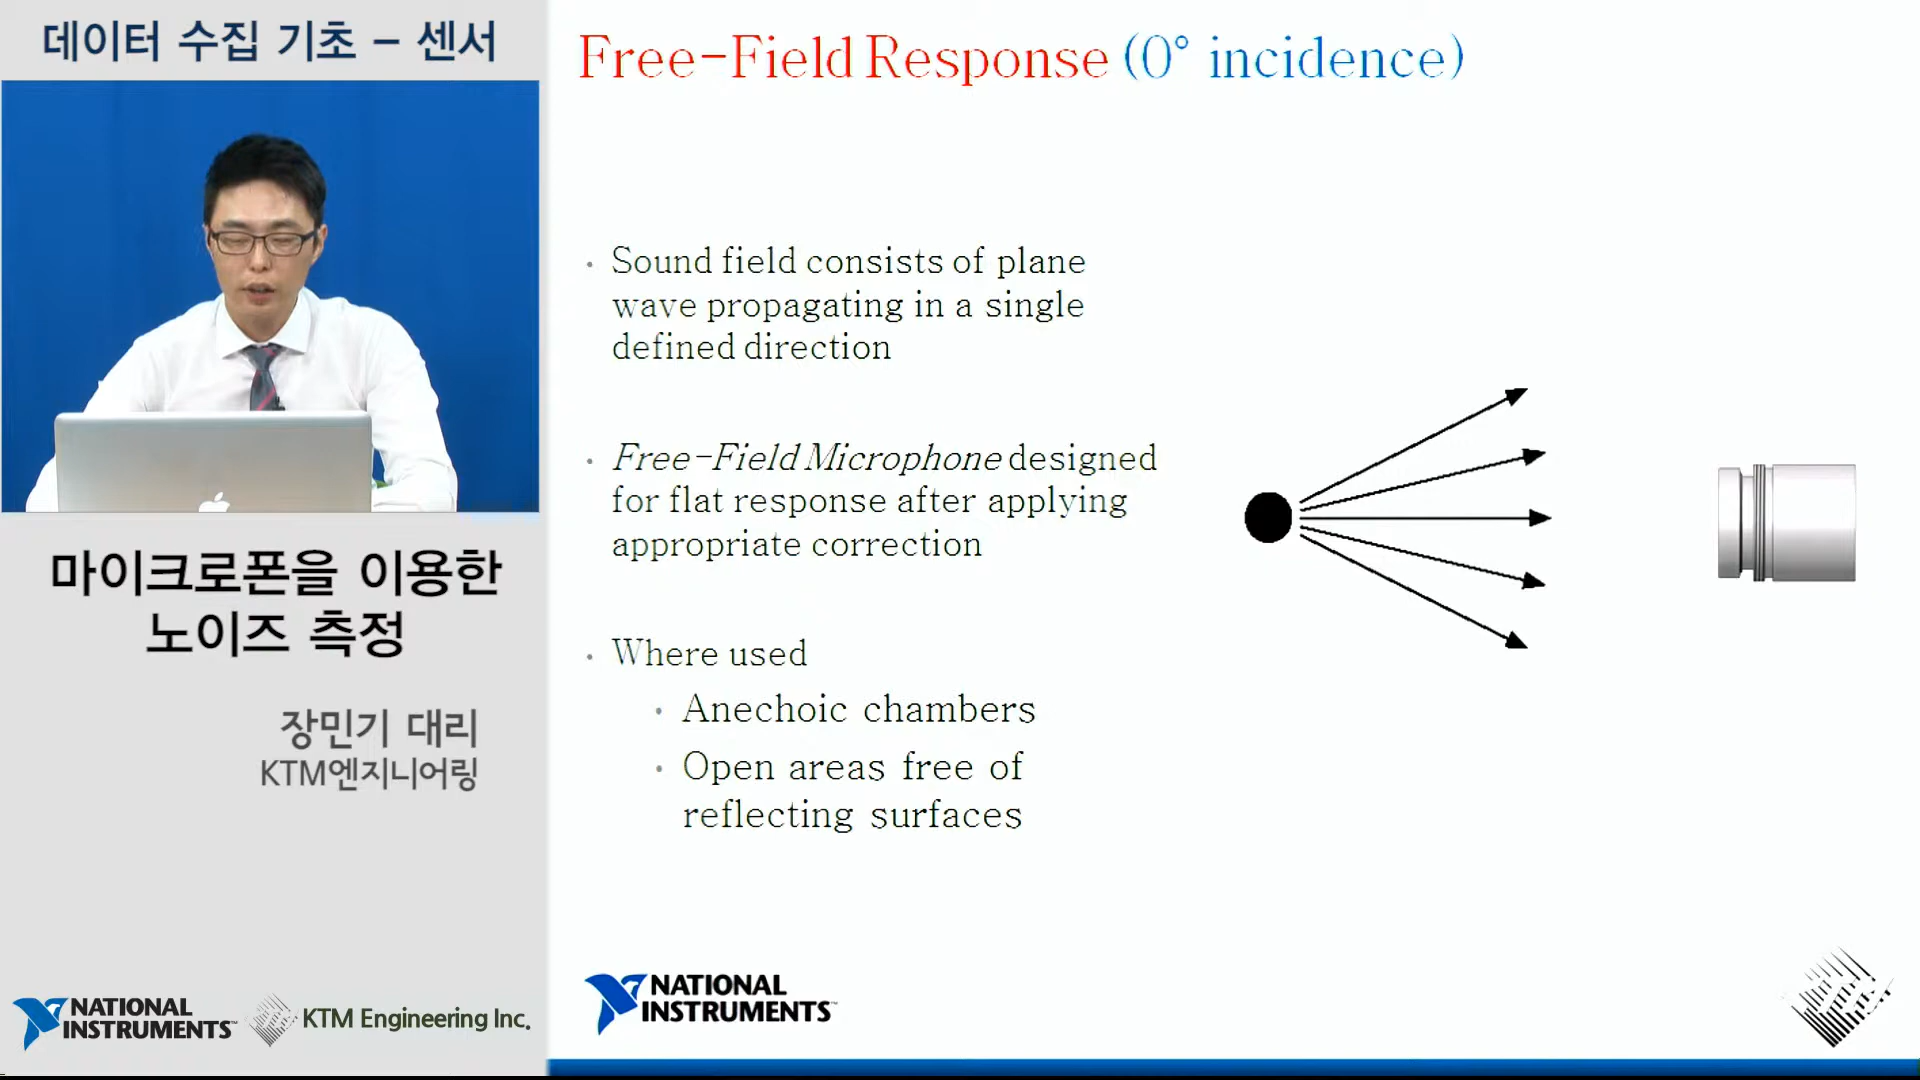 데이터 수집 기초 - 센서
마이크로폰을 이용한
노이즈 측정
장민기 대리
KTM엔지니어링
NATIONAL
INSTRUMENTS™
KTM Engineering Inc.
Free-Field Response (0° incidence)
• Sound field consists of plane
wave propagating in a single
defined direction
• Free-Field Microphone designed
for flat response after applying
appropriate correction
• Where used
• Anechoic chambers
• Open areas free of
reflecting surfaces
NATIONAL
INSTRUMENTS™